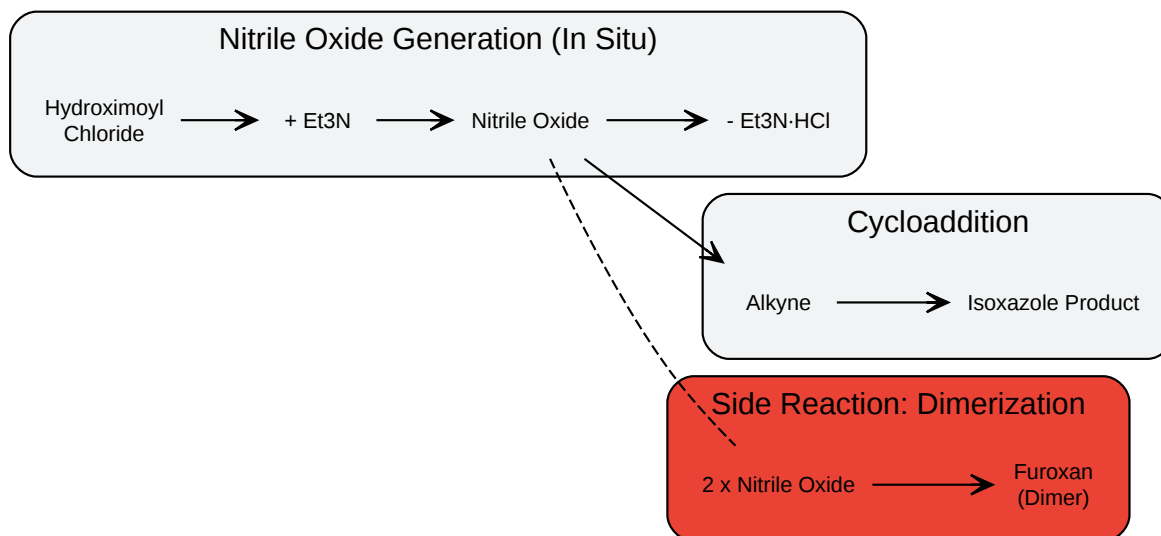 Nitrile Oxide Generation (In Situ)
Hydroximoyl
Chloride
+ Et3N
Nitrile Oxide
- Et3N·HCl
Cycloaddition
Alkyne
Isoxazole Product
Side Reaction: Dimerization
2 x Nitrile Oxide
Furoxan
(Dimer)